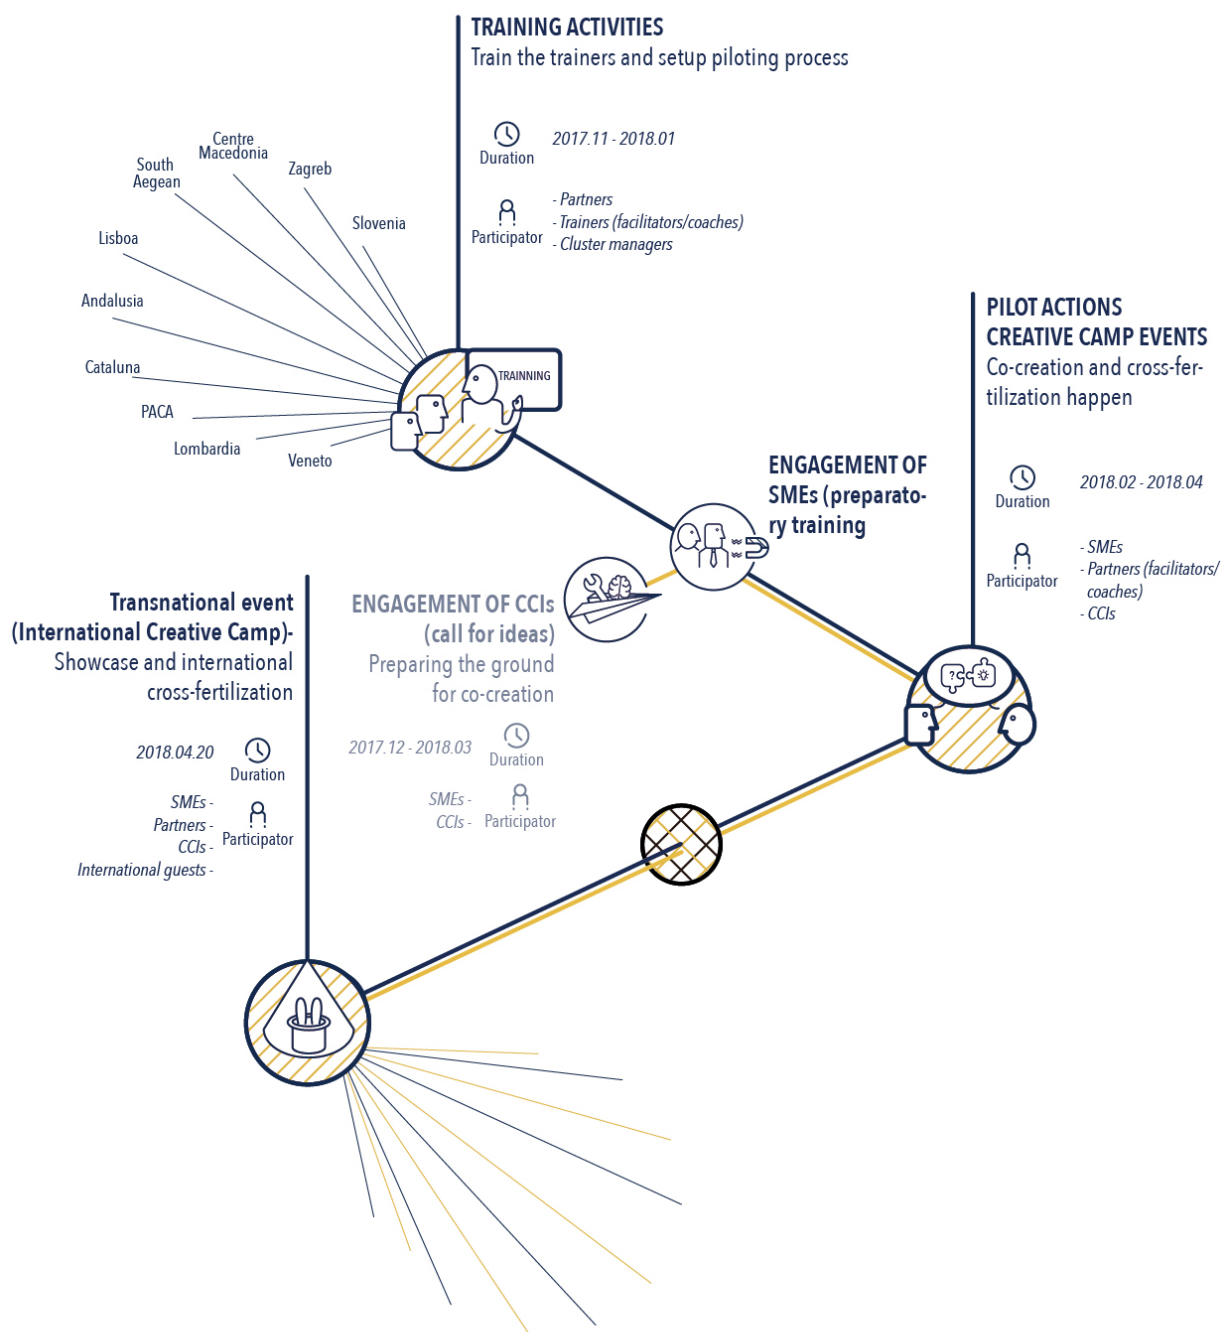 TRAINING ACTIVITIES
Train the trainers and setup piloting process
Duration
2017.11 - 2018.01
Participator
- Partners
- Trainers (facilitators/coaches)
- Cluster managers
Centre
Macedonia
South
Aegean
Zagreb
Slovenia
Lisboa
Andalusia
Cataluna
PACA
Lombardia
Veneto
TRAINNING
PILOT ACTIONS
CREATIVE CAMP EVENTS
Co-creation and cross-fer-
tilization happen
Duration
2018.02 - 2018.04
Participator
- SMEs
- Partners (facilitators/
coaches)
- CCIs
ENGAGEMENT OF
SMEs (preparato-
ry training
?
ENGAGEMENT OF CCIs
(call for ideas)
Preparing the ground
for co-creation
2017.12 - 2018.03
Duration
SMEs -
CCIs -
Participator
Transnational event
(International Creative Camp)-
Showcase and international
cross-fertilization
2018.04.20
Duration
SMEs -
Partners -
CCIs -
International guests -
Participator